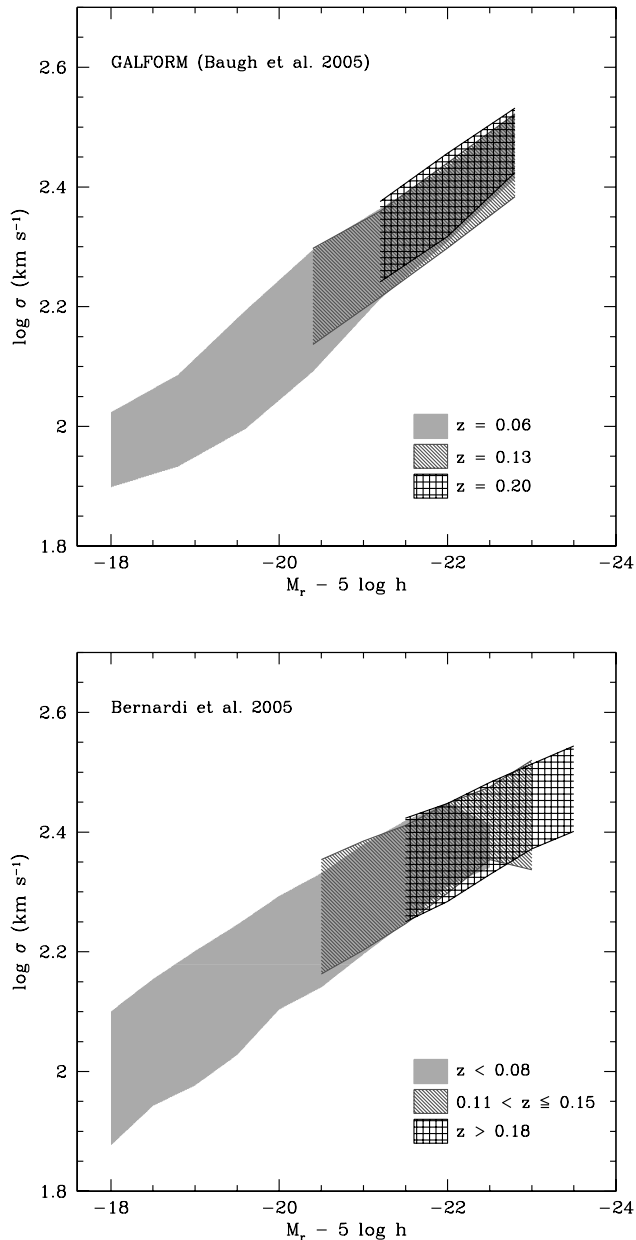 GALFORM (Baugh et al. 2005)
2.6
2.4
2.2
2
1.8
log σ (km s⁻¹)
z = 0.06
z = 0.13
z = 0.20
−18
−20
−22
−24
M_r − 5 log h
Bernardi et al. 2005
2.6
2.4
2.2
2
1.8
log σ (km s⁻¹)
z < 0.08
0.11 < z ≦ 0.15
z > 0.18
−18
−20
−22
−24
M_r − 5 log h